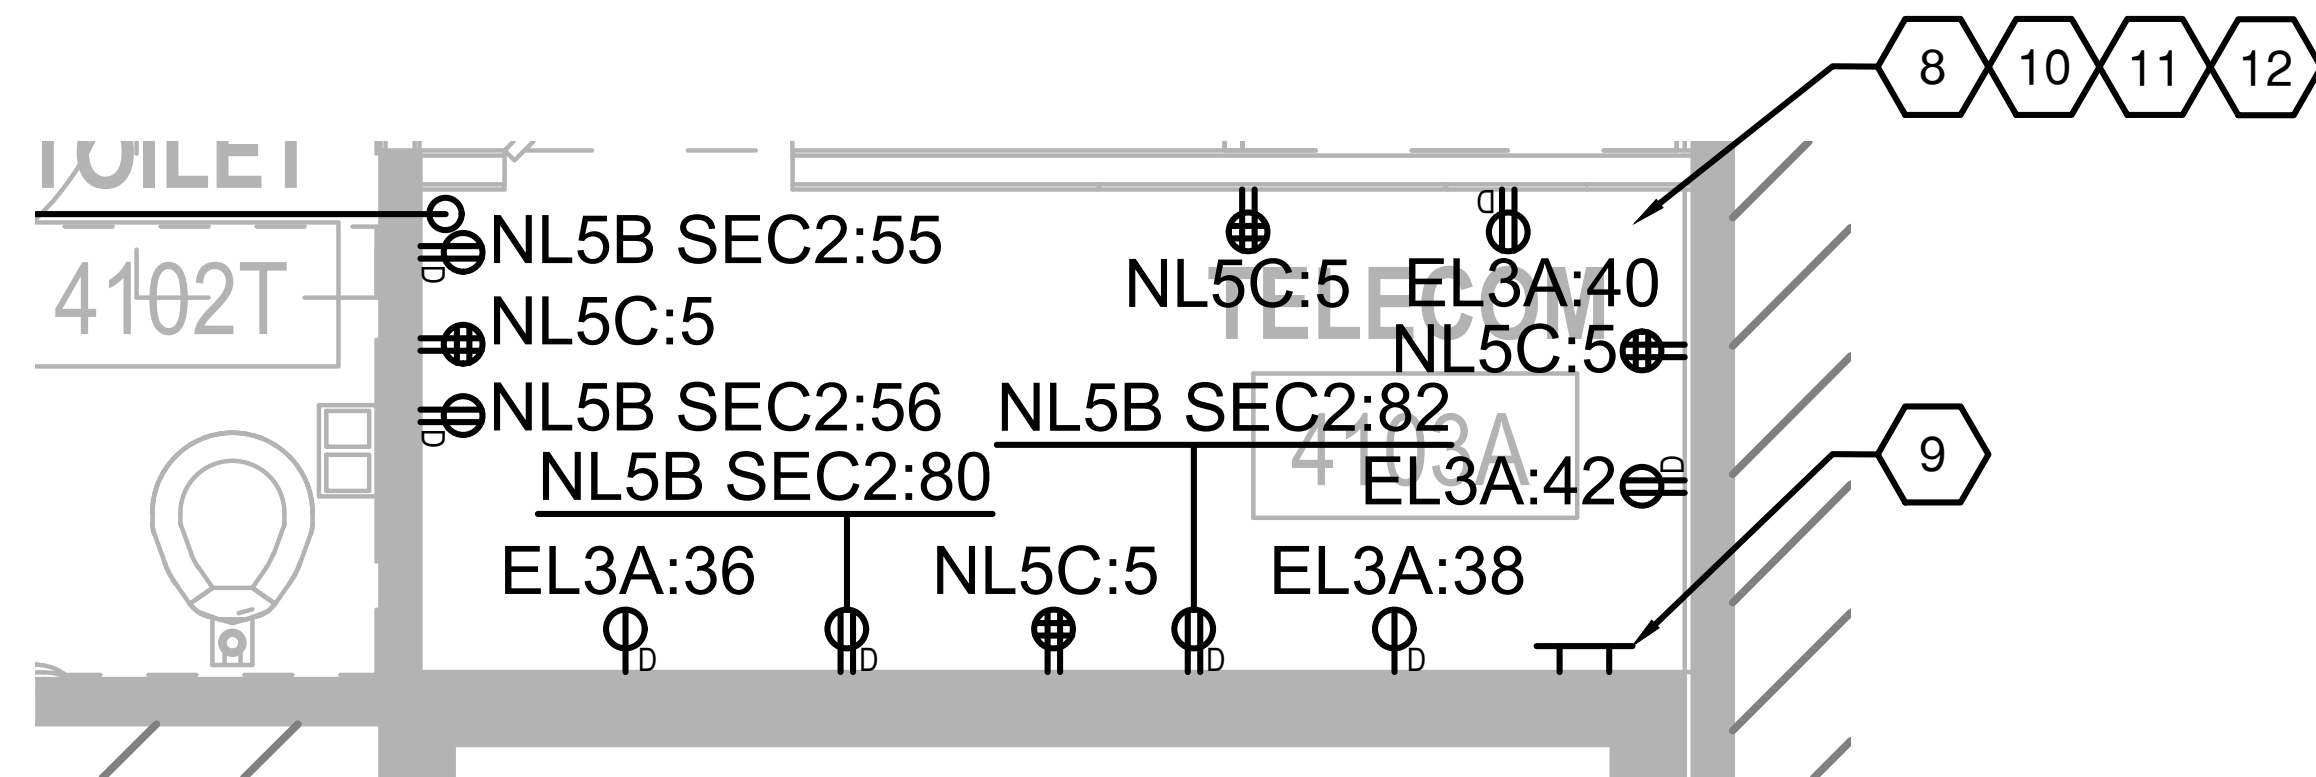 8 10 11 12
TOILET
4102T
NL5B SEC2:55
NL5C:5
NL5B SEC2:56
NL5C:5
EL3A:40
TELECOM
NL5C:5
4103A
NL5B SEC2:82
NL5B SEC2:80
EL3A:42
9
EL3A:36
NL5C:5
EL3A:38
D
D
D
D
D
D
D
D